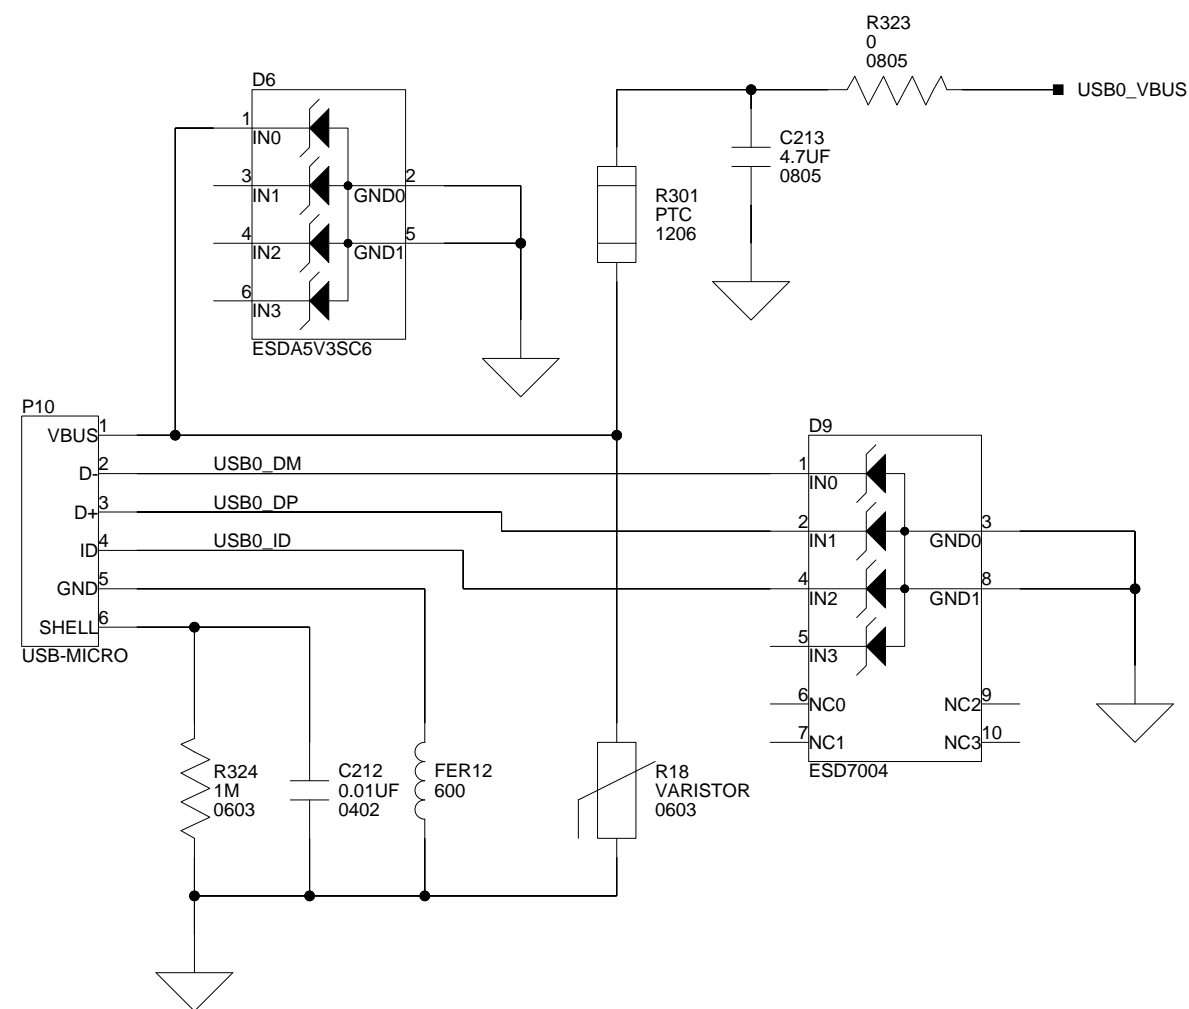 R323
0
0805
USB0_VBUS
D6
1
IN0
3
IN1
4
IN2
6
IN3
2
GND0
5
GND1
ESDA5V3SC6
C213
4.7UF
0805
R301
PTC
1206
P10
VBUS
1
D-
2
D+
3
ID
4
GND
5
SHELL
6
USB-MICRO
USB0_DM
USB0_DP
USB0_ID
D9
1
IN0
2
IN1
4
IN2
5
IN3
6
NC0
7
NC1
3
GND0
8
GND1
9
NC2
10
NC3
ESD7004
R324
1M
0603
C212
0.01UF
0402
FER12
600
R18
VARISTOR
0603